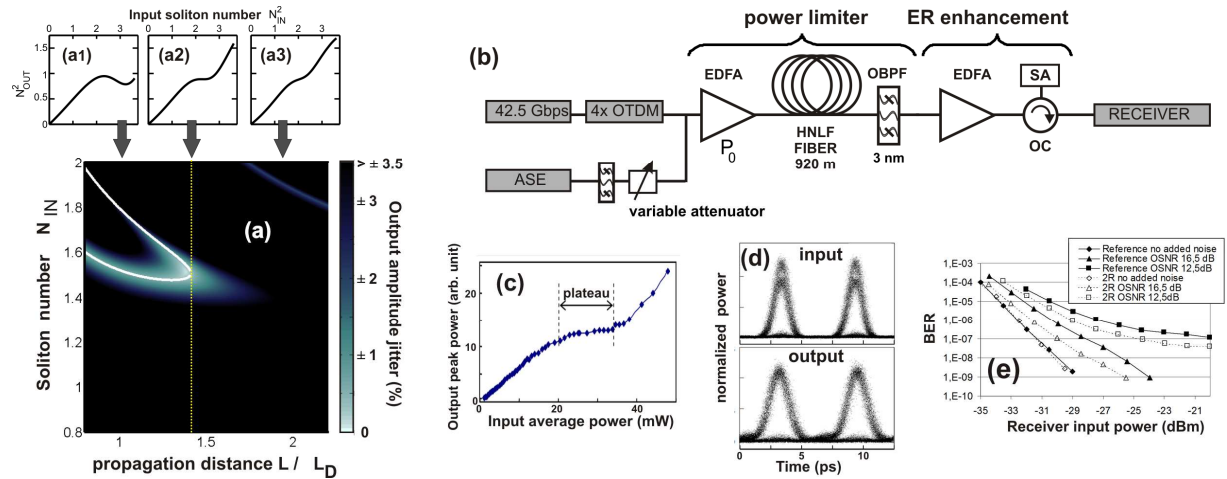 Input soliton number N²IN
0 1 2 3 0 1 2 3 0 1 2 3
1.5
1
0.5
0
N²OUT
(a1)
(a2)
(a3)
2
1.8
1.6
1.4
1.2
1
0.8
Soliton number N IN
(a)
1 1.5 2
propagation distance L / LD
> ± 3.5
± 3
± 2
± 1
0
Output amplitude jitter (%)
(b)
power limiter
ER enhancement
42.5 Gbps
4x OTDM
EDFA
P0
HNLF
FIBER
920 m
OBPF
3 nm
EDFA
SA
OC
RECEIVER
ASE
variable attenuator
(c)
plateau
20
10
0
Output peak power (arb. unit)
0 20 40
Input average power (mW)
(d)
input
output
normalized power
0 5 10
Time (ps)
Reference no added noise
Reference OSNR 16,5 dB
Reference OSNR 12,5dB
2R no added noise
2R OSNR 16,5 dB
2R OSNR 12,5dB
1,E-03
1,E-04
1,E-05
1,E-06
1,E-07
1,E-08
1,E-09
1,E-10
BER
(e)
-35 -33 -31 -29 -27 -25 -23 -21
Receiver input power (dBm)